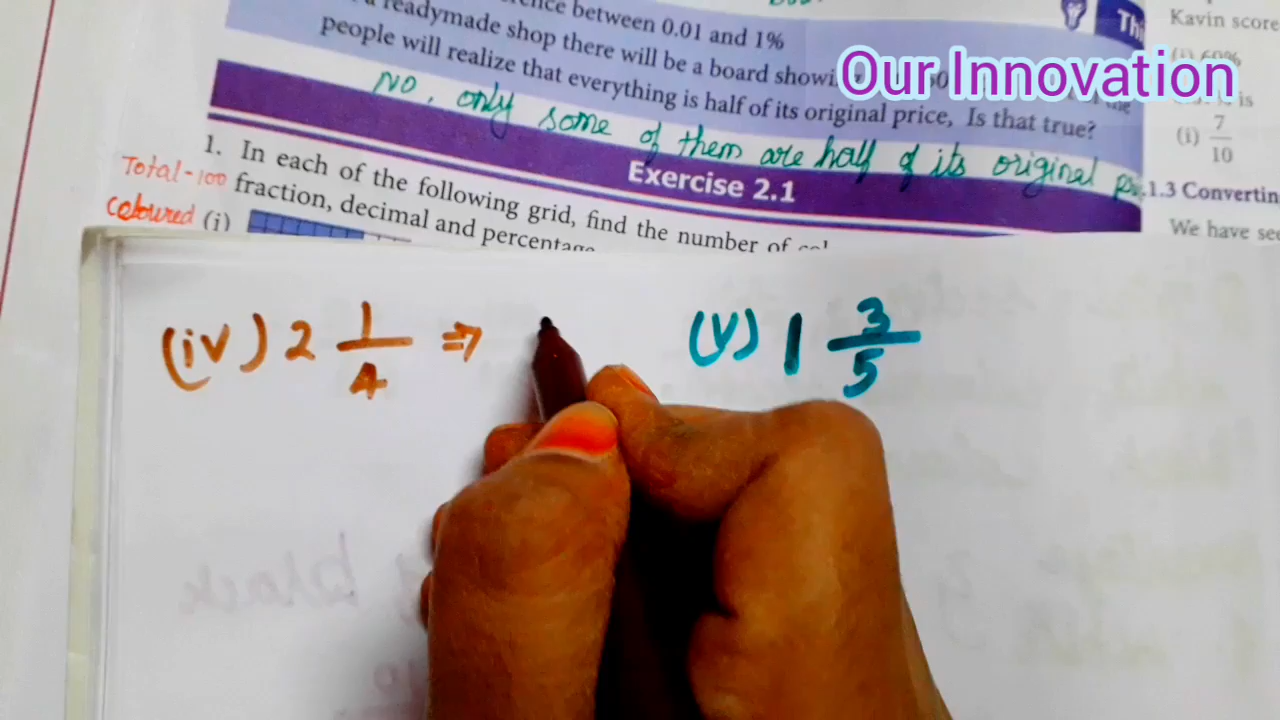 between 0.01 and 1%
readymade shop there will be a board
people will realize that everything is half of its original price, Is that true?
No, only some of them are half of its original
Exercise 2.1
1. In each of the following grid, find the number of
fraction, decimal and percentage
Total-100
coloured (i)
Kavin score
(i) 60%
is
(i) 7/10
1.3 Convertin
We have see
Our Innovation
(iv) 2 1/4 ⇒
(V) 1 3/5